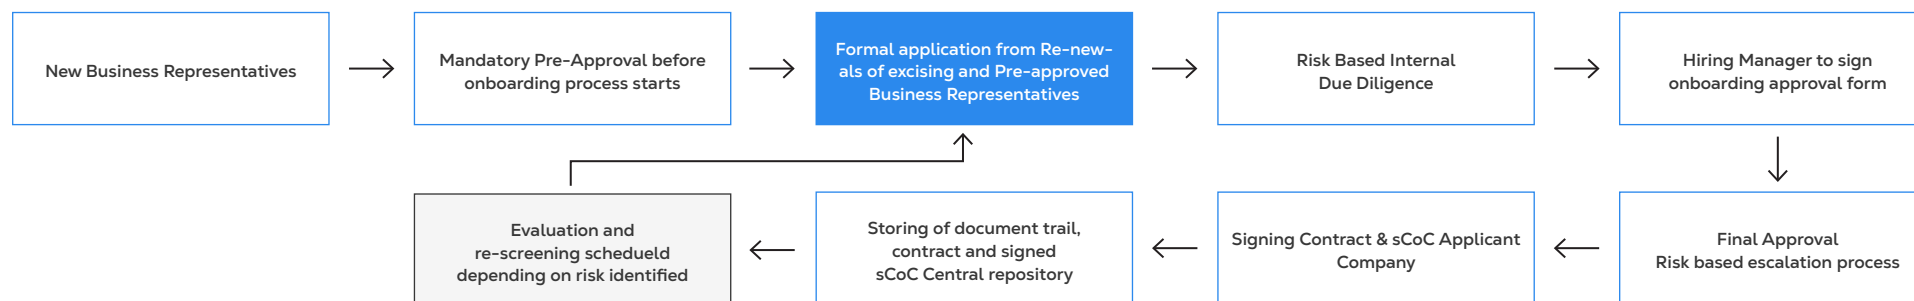 New Business Representatives
Mandatory Pre-Approval before
onboarding process starts
Formal application from Re-new-
als of excising and Pre-approved
Business Representatives
Risk Based Internal
Due Diligence
Hiring Manager to sign
onboarding approval form
Final Approval
Risk based escalation process
Signing Contract & sCoC Applicant
Company
Storing of document trail,
contract and signed
sCoC Central repository
Evaluation and
re-screening schedueld
depending on risk identified